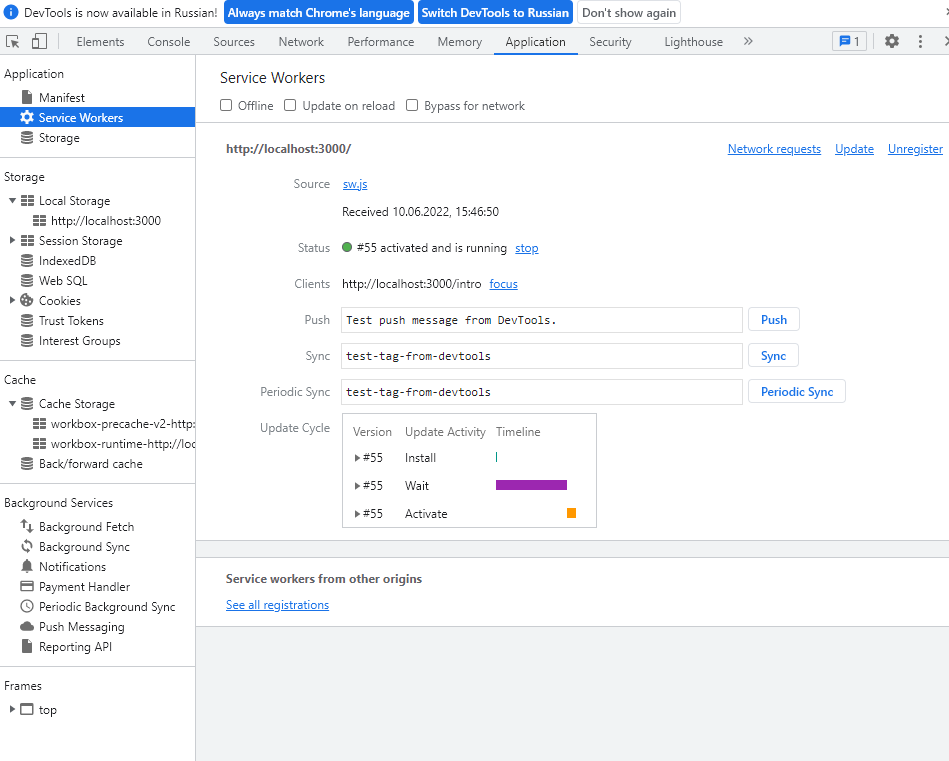 DevTools is now available in Russian! Always match Chrome's language Switch DevTools to Russian Don't show again
Elements Console Sources Network Performance Memory Application Security Lighthouse 1
Application
Manifest
Service Workers
Storage
Storage
Local Storage
http://localhost:3000
Session Storage
IndexedDB
Web SQL
Cookies
Trust Tokens
Interest Groups
Cache
Cache Storage
workbox-precache-v2-http:
workbox-runtime-http://loc
Back/forward cache
Background Services
Background Fetch
Background Sync
Notifications
Payment Handler
Periodic Background Sync
Push Messaging
Reporting API
Frames
top
Service Workers
Offline Update on reload Bypass for network
http://localhost:3000/ Network requests Update Unregister
Source sw.js
Received 10.06.2022, 15:46:50
Status #55 activated and is running stop
Clients http://localhost:3000/intro focus
Push Test push message from DevTools. Push
Sync test-tag-from-devtools Sync
Periodic Sync test-tag-from-devtools Periodic Sync
Update Cycle Version Update Activity Timeline
#55 Install
#55 Wait
#55 Activate
Service workers from other origins
See all registrations